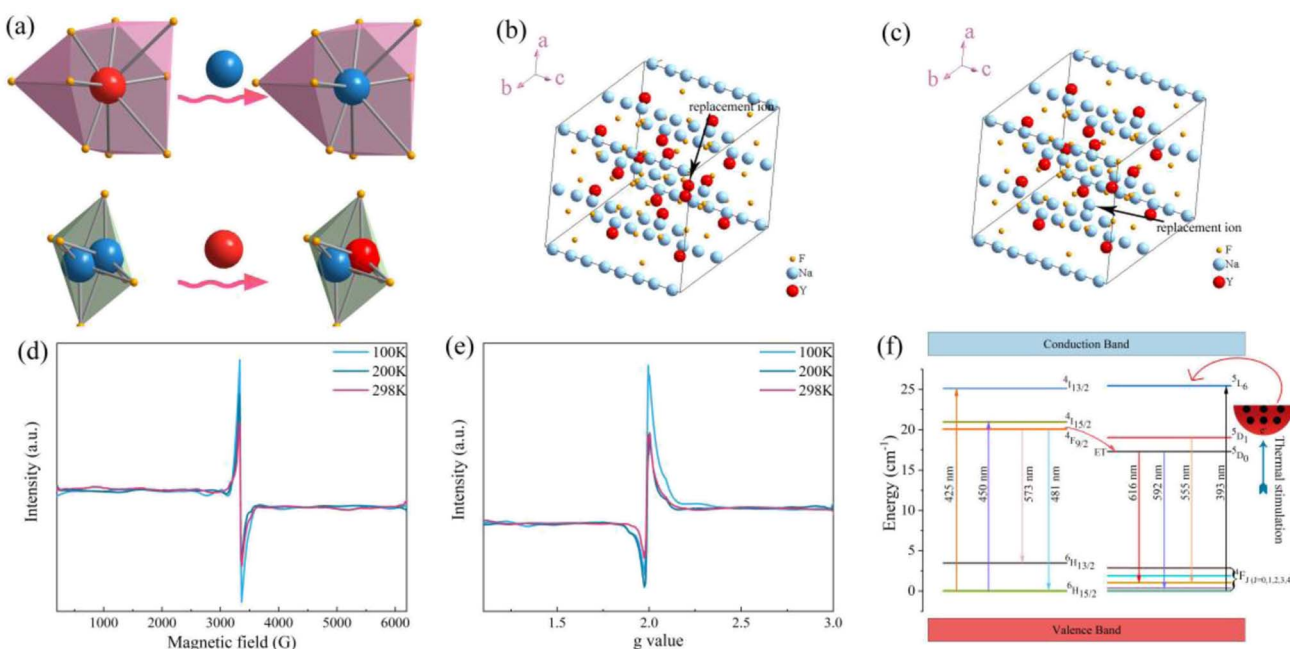 (a)
(b)
a
b
c
replacement ion
F
Na
Y
(c)
a
b
c
replacement ion
F
Na
Y
(d)
100K
200K
298K
Intensity (a.u.)
1000 2000 3000 4000 5000 6000
Magnetic field (G)
(e)
100K
200K
298K
Intensity (a.u.)
1.5 2.0 2.5 3.0
g value
(f)
Conduction Band
Energy (cm⁻¹)
25
20
15
10
5
0
⁴I₁₃/₂
⁴I₁₅/₂
⁴F₉/₂
ET
⁶H₁₃/₂
⁶H₁₅/₂
425 nm
450 nm
573 nm
481 nm
616 nm
592 nm
555 nm
393 nm
⁵L₆
⁵D₁
⁵D₀
F J (J=0,1,2,3,4
e⁻
Thermal stimulation
Valence Band